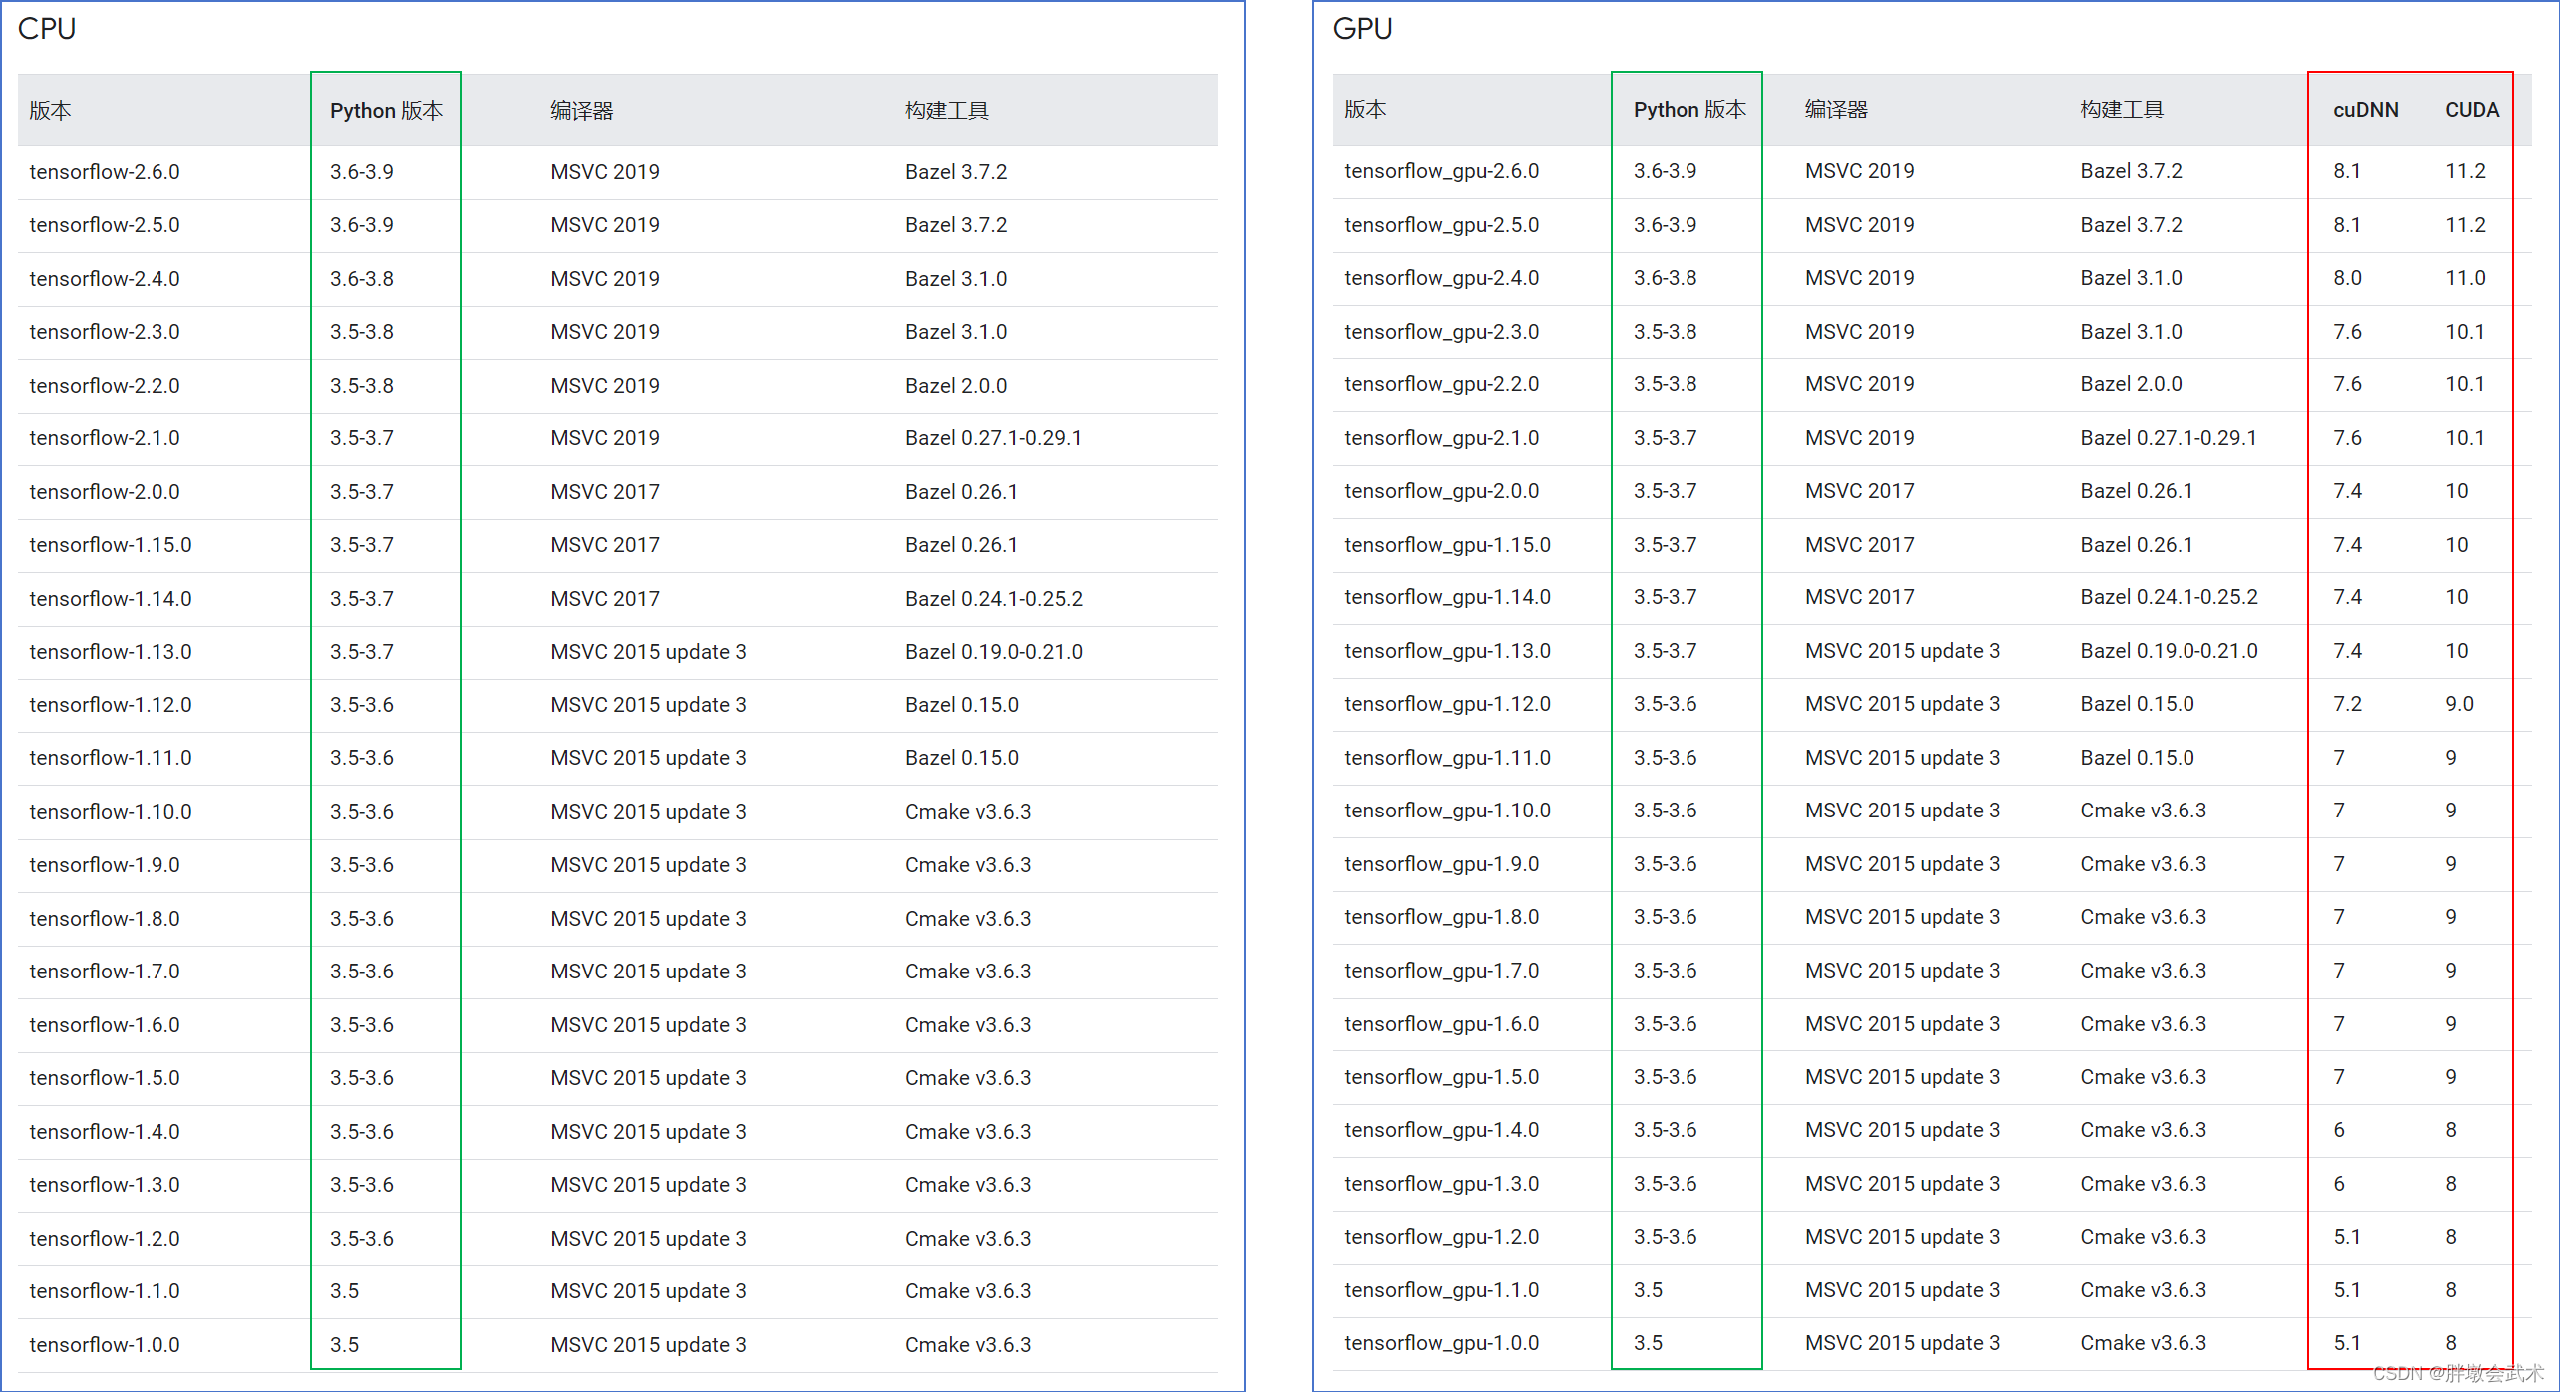 CPU
版本 Python 版本 编译器 构建工具
tensorflow-2.6.0 3.6-3.9 MSVC 2019 Bazel 3.7.2
tensorflow-2.5.0 3.6-3.9 MSVC 2019 Bazel 3.7.2
tensorflow-2.4.0 3.6-3.8 MSVC 2019 Bazel 3.1.0
tensorflow-2.3.0 3.5-3.8 MSVC 2019 Bazel 3.1.0
tensorflow-2.2.0 3.5-3.8 MSVC 2019 Bazel 2.0.0
tensorflow-2.1.0 3.5-3.7 MSVC 2019 Bazel 0.27.1-0.29.1
tensorflow-2.0.0 3.5-3.7 MSVC 2017 Bazel 0.26.1
tensorflow-1.15.0 3.5-3.7 MSVC 2017 Bazel 0.26.1
tensorflow-1.14.0 3.5-3.7 MSVC 2017 Bazel 0.24.1-0.25.2
tensorflow-1.13.0 3.5-3.7 MSVC 2015 update 3 Bazel 0.19.0-0.21.0
tensorflow-1.12.0 3.5-3.6 MSVC 2015 update 3 Bazel 0.15.0
tensorflow-1.11.0 3.5-3.6 MSVC 2015 update 3 Bazel 0.15.0
tensorflow-1.10.0 3.5-3.6 MSVC 2015 update 3 Cmake v3.6.3
tensorflow-1.9.0 3.5-3.6 MSVC 2015 update 3 Cmake v3.6.3
tensorflow-1.8.0 3.5-3.6 MSVC 2015 update 3 Cmake v3.6.3
tensorflow-1.7.0 3.5-3.6 MSVC 2015 update 3 Cmake v3.6.3
tensorflow-1.6.0 3.5-3.6 MSVC 2015 update 3 Cmake v3.6.3
tensorflow-1.5.0 3.5-3.6 MSVC 2015 update 3 Cmake v3.6.3
tensorflow-1.4.0 3.5-3.6 MSVC 2015 update 3 Cmake v3.6.3
tensorflow-1.3.0 3.5-3.6 MSVC 2015 update 3 Cmake v3.6.3
tensorflow-1.2.0 3.5-3.6 MSVC 2015 update 3 Cmake v3.6.3
tensorflow-1.1.0 3.5 MSVC 2015 update 3 Cmake v3.6.3
tensorflow-1.0.0 3.5 MSVC 2015 update 3 Cmake v3.6.3
GPU
版本 Python 版本 编译器 构建工具 cuDNN CUDA
tensorflow_gpu-2.6.0 3.6-3.9 MSVC 2019 Bazel 3.7.2 8.1 11.2
tensorflow_gpu-2.5.0 3.6-3.9 MSVC 2019 Bazel 3.7.2 8.1 11.2
tensorflow_gpu-2.4.0 3.6-3.8 MSVC 2019 Bazel 3.1.0 8.0 11.0
tensorflow_gpu-2.3.0 3.5-3.8 MSVC 2019 Bazel 3.1.0 7.6 10.1
tensorflow_gpu-2.2.0 3.5-3.8 MSVC 2019 Bazel 2.0.0 7.6 10.1
tensorflow_gpu-2.1.0 3.5-3.7 MSVC 2019 Bazel 0.27.1-0.29.1 7.6 10.1
tensorflow_gpu-2.0.0 3.5-3.7 MSVC 2017 Bazel 0.26.1 7.4 10
tensorflow_gpu-1.15.0 3.5-3.7 MSVC 2017 Bazel 0.26.1 7.4 10
tensorflow_gpu-1.14.0 3.5-3.7 MSVC 2017 Bazel 0.24.1-0.25.2 7.4 10
tensorflow_gpu-1.13.0 3.5-3.7 MSVC 2015 update 3 Bazel 0.19.0-0.21.0 7.4 10
tensorflow_gpu-1.12.0 3.5-3.6 MSVC 2015 update 3 Bazel 0.15.0 7.2 9.0
tensorflow_gpu-1.11.0 3.5-3.6 MSVC 2015 update 3 Bazel 0.15.0 7 9
tensorflow_gpu-1.10.0 3.5-3.6 MSVC 2015 update 3 Cmake v3.6.3 7 9
tensorflow_gpu-1.9.0 3.5-3.6 MSVC 2015 update 3 Cmake v3.6.3 7 9
tensorflow_gpu-1.8.0 3.5-3.6 MSVC 2015 update 3 Cmake v3.6.3 7 9
tensorflow_gpu-1.7.0 3.5-3.6 MSVC 2015 update 3 Cmake v3.6.3 7 9
tensorflow_gpu-1.6.0 3.5-3.6 MSVC 2015 update 3 Cmake v3.6.3 7 9
tensorflow_gpu-1.5.0 3.5-3.6 MSVC 2015 update 3 Cmake v3.6.3 7 9
tensorflow_gpu-1.4.0 3.5-3.6 MSVC 2015 update 3 Cmake v3.6.3 6 8
tensorflow_gpu-1.3.0 3.5-3.6 MSVC 2015 update 3 Cmake v3.6.3 6 8
tensorflow_gpu-1.2.0 3.5-3.6 MSVC 2015 update 3 Cmake v3.6.3 5.1 8
tensorflow_gpu-1.1.0 3.5 MSVC 2015 update 3 Cmake v3.6.3 5.1 8
tensorflow_gpu-1.0.0 3.5 MSVC 2015 update 3 Cmake v3.6.3 5.1 8
CSDN @胖墩会武术